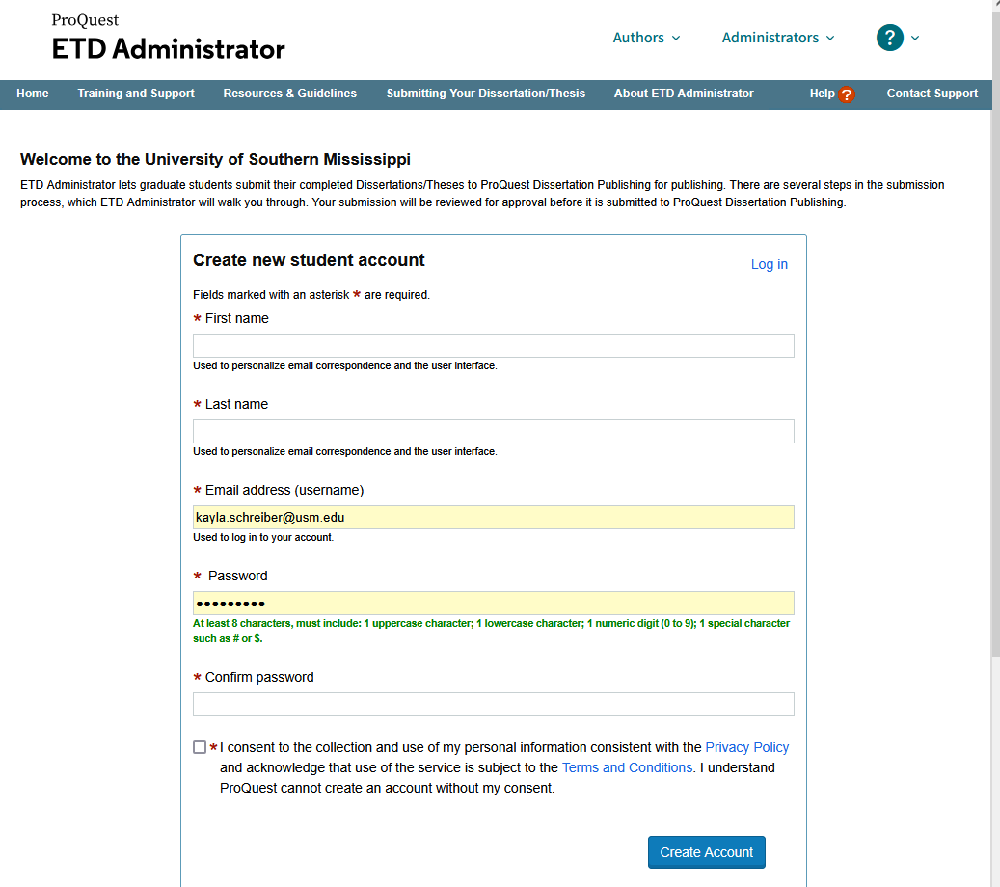 ProQuest
ETD Administrator
Authors
Administrators
?
Home
Training and Support
Resources & Guidelines
Submitting Your Dissertation/Thesis
About ETD Administrator
Help ?
Contact Support
Welcome to the University of Southern Mississippi
ETD Administrator lets graduate students submit their completed Dissertations/Theses to ProQuest Dissertation Publishing for publishing. There are several steps in the submission
process, which ETD Administrator will walk you through. Your submission will be reviewed for approval before it is submitted to ProQuest Dissertation Publishing.
Create new student account
Log in
Fields marked with an asterisk * are required.
* First name
Used to personalize email correspondence and the user interface.
* Last name
Used to personalize email correspondence and the user interface.
* Email address (username)
kayla.schreiber@usm.edu
Used to log in to your account.
* Password
●●●●●●●●●
At least 8 characters, must include: 1 uppercase character; 1 lowercase character; 1 numeric digit (0 to 9); 1 special character
such as # or $.
* Confirm password
* I consent to the collection and use of my personal information consistent with the Privacy Policy
and acknowledge that use of the service is subject to the Terms and Conditions. I understand
ProQuest cannot create an account without my consent.
Create Account